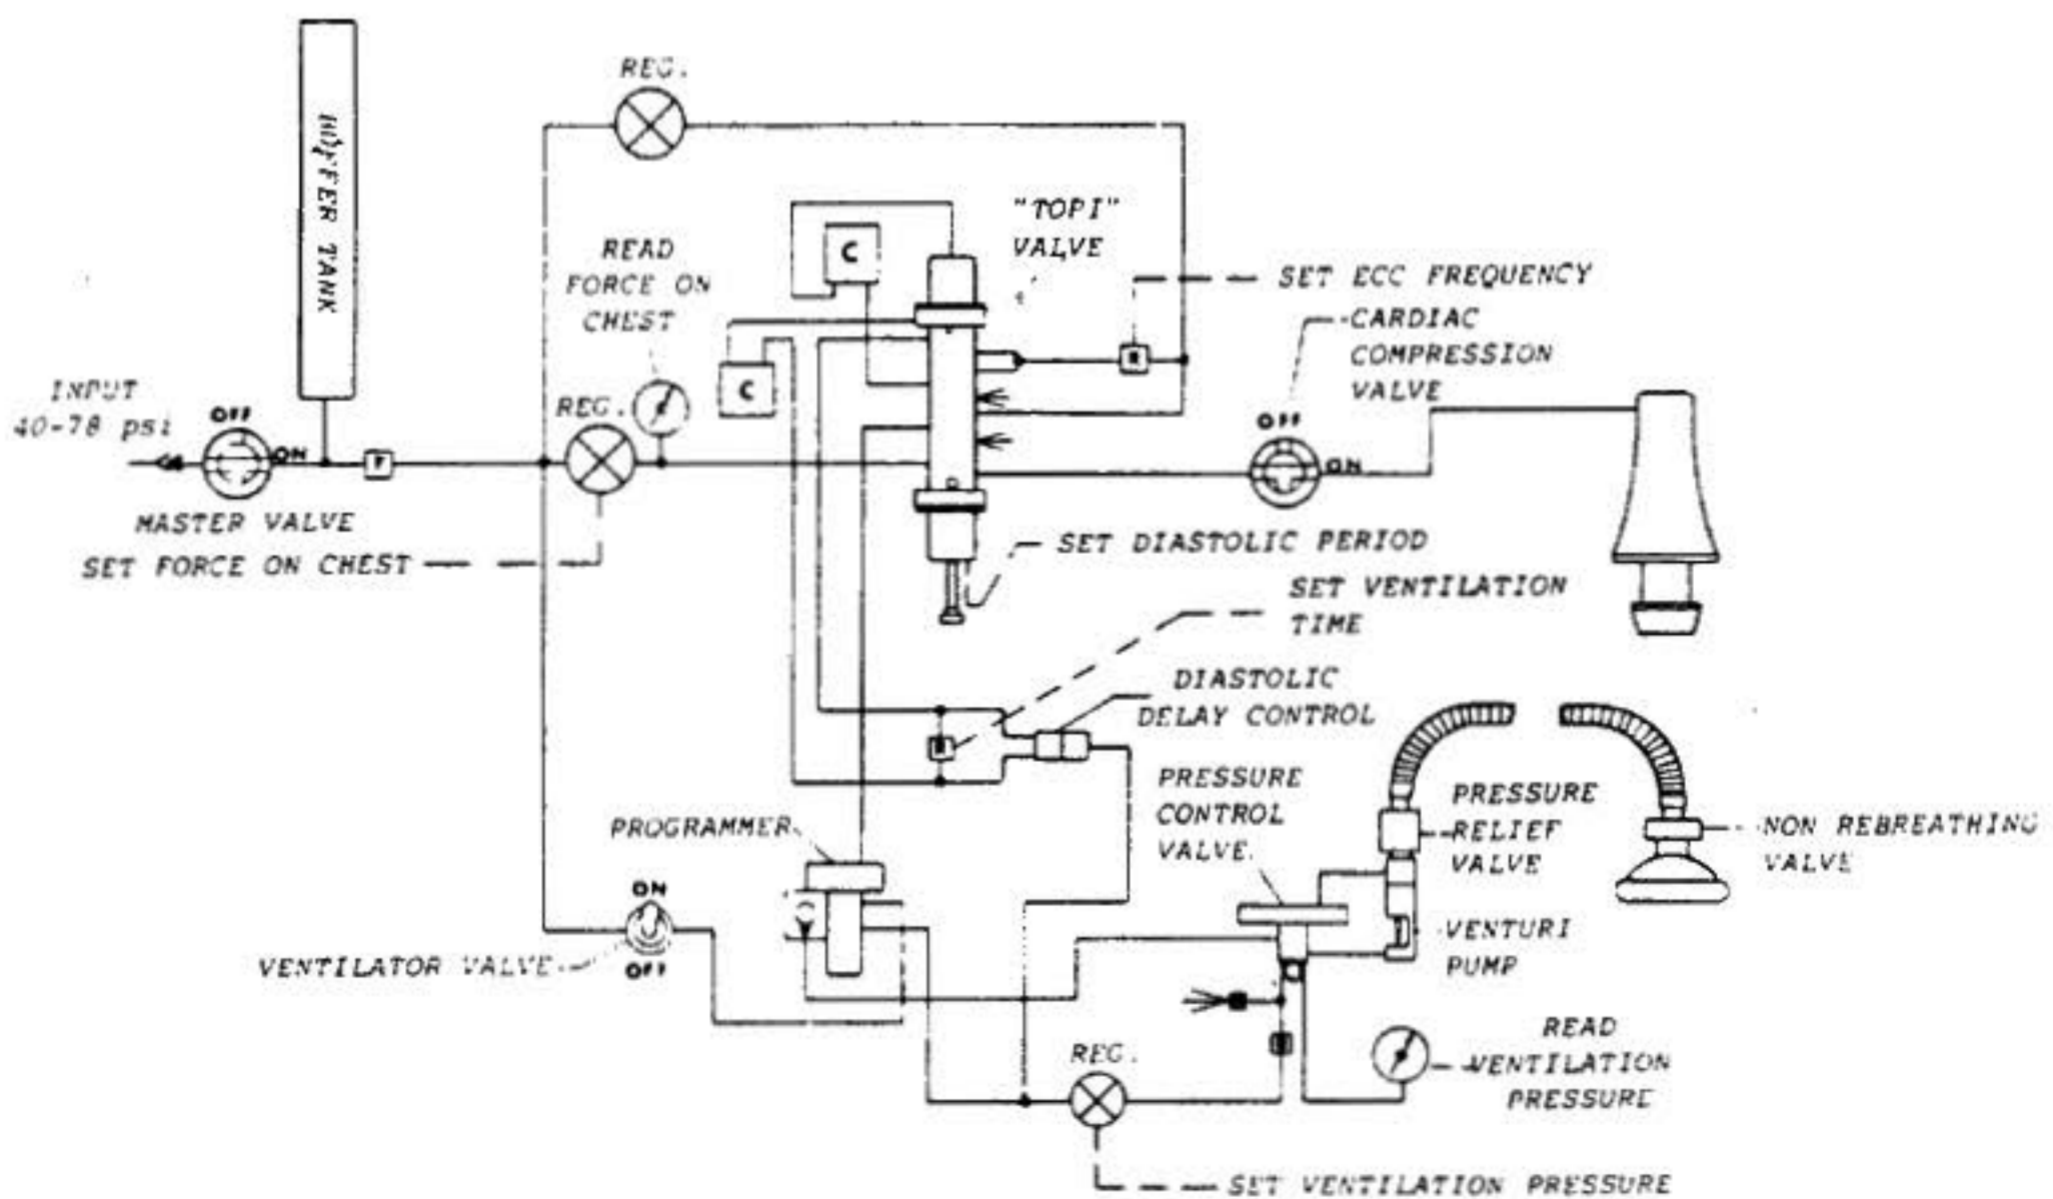 REG.
BUFFER TANK
"TOPI"
VALVE
READ
FORCE ON
CHEST
C
SET ECC FREQUENCY
CARDIAC
COMPRESSION
VALVE
C
R
INPUT
40-78 psi
OFF
ON
REG.
F
OFF
ON
MASTER VALVE
SET FORCE ON CHEST
SET DIASTOLIC PERIOD
SET VENTILATION
TIME
DIASTOLIC
DELAY CONTROL
R
PRESSURE
CONTROL
VALVE
PRESSURE
RELIEF
VALVE
NON REBREATHING
VALVE
PROGRAMMER
ON
VENTILATOR VALVE
OFF
VENTURI
PUMP
REG.
READ
VENTILATION
PRESSURE
SET VENTILATION PRESSURE